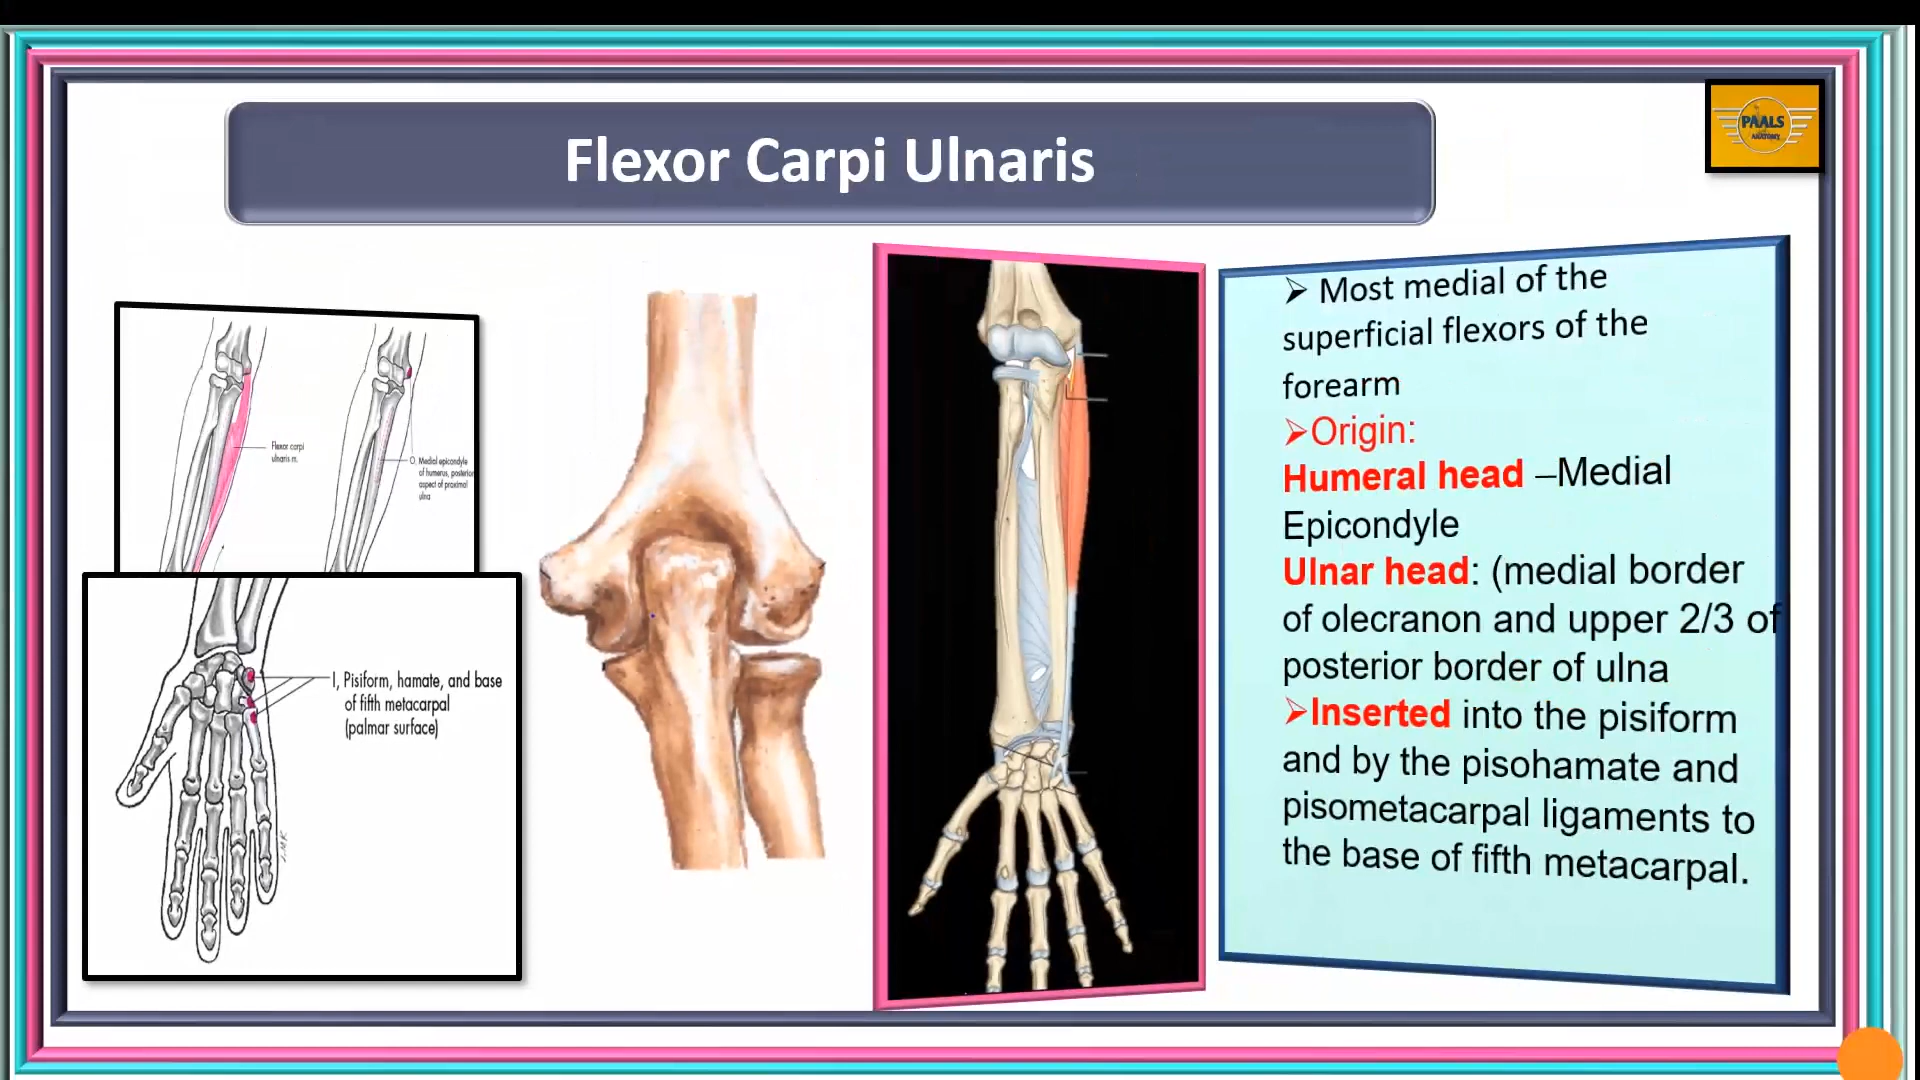 Flexor Carpi Ulnaris
PAALS
ANATOMY
Flexor carpi
ulnaris m.
O, Medial epicondyle
of humerus, posterior
aspect of proximal
ulna
I, Pisiform, hamate, and base
of fifth metacarpal
(palmar surface)
➢ Most medial of the
superficial flexors of the
forearm
➢Origin:
Humeral head –Medial
Epicondyle
Ulnar head: (medial border
of olecranon and upper 2/3 of
posterior border of ulna
➢Inserted into the pisiform
and by the pisohamate and
pisometacarpal ligaments to
the base of fifth metacarpal.